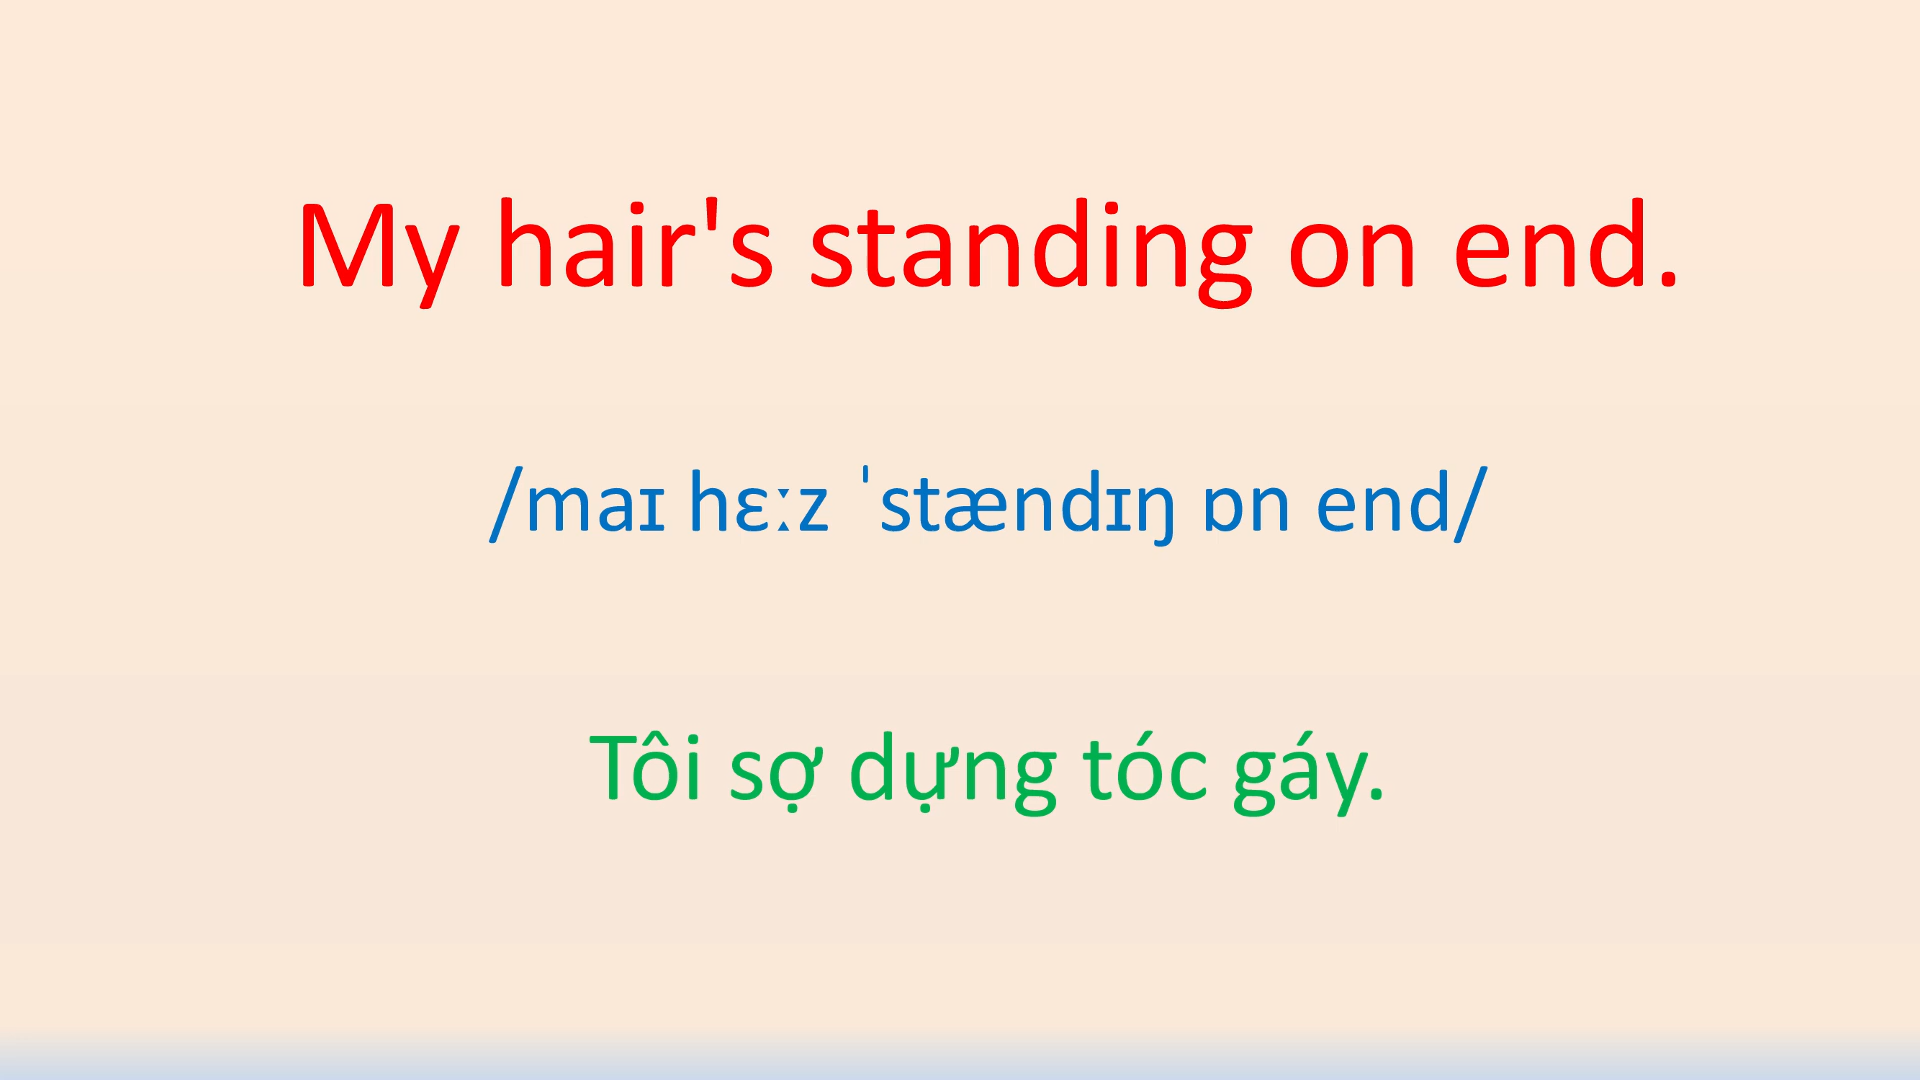 My hair's standing on end.
/maɪ hɛːz ˈstændɪŋ ɒn end/
Tôi sợ dựng tóc gáy.